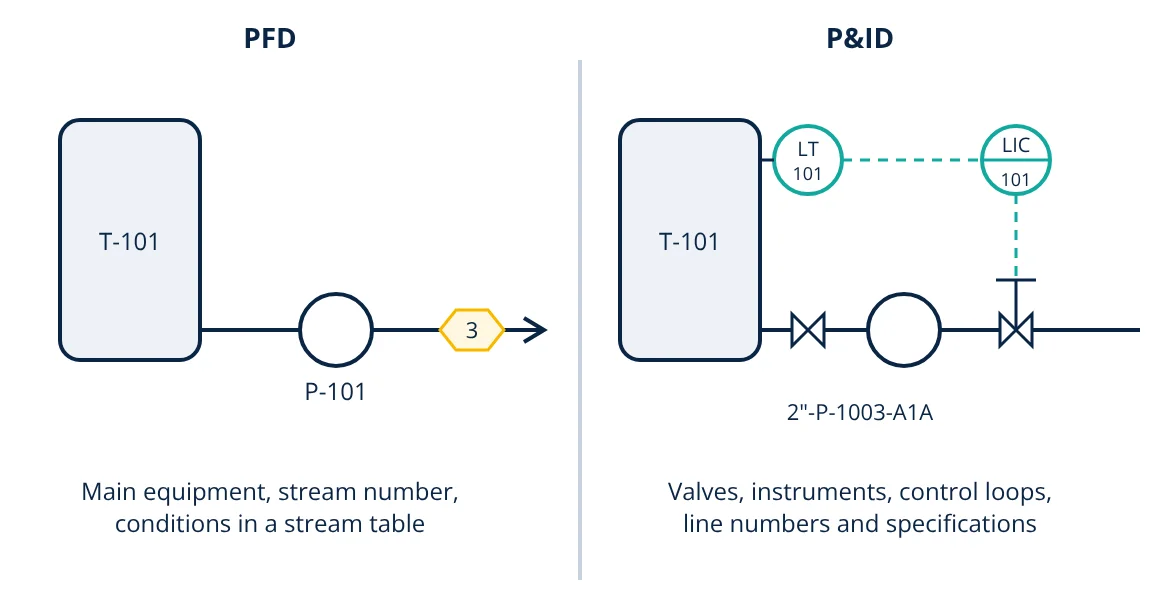 PFD
T-101
3
P-101
Main equipment, stream number,
conditions in a stream table
P&ID
LT
101
LIC
101
T-101
2"-P-1003-A1A
Valves, instruments, control loops,
line numbers and specifications